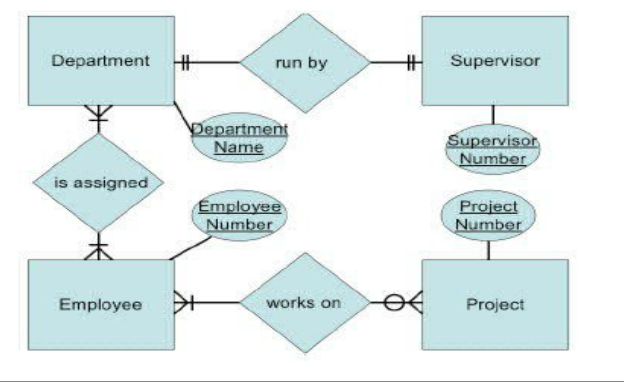 Department
run by
Supervisor
Department
Name
Supervisor
Number
is assigned
Employee
Number
Project
Number
Employee
works on
Project